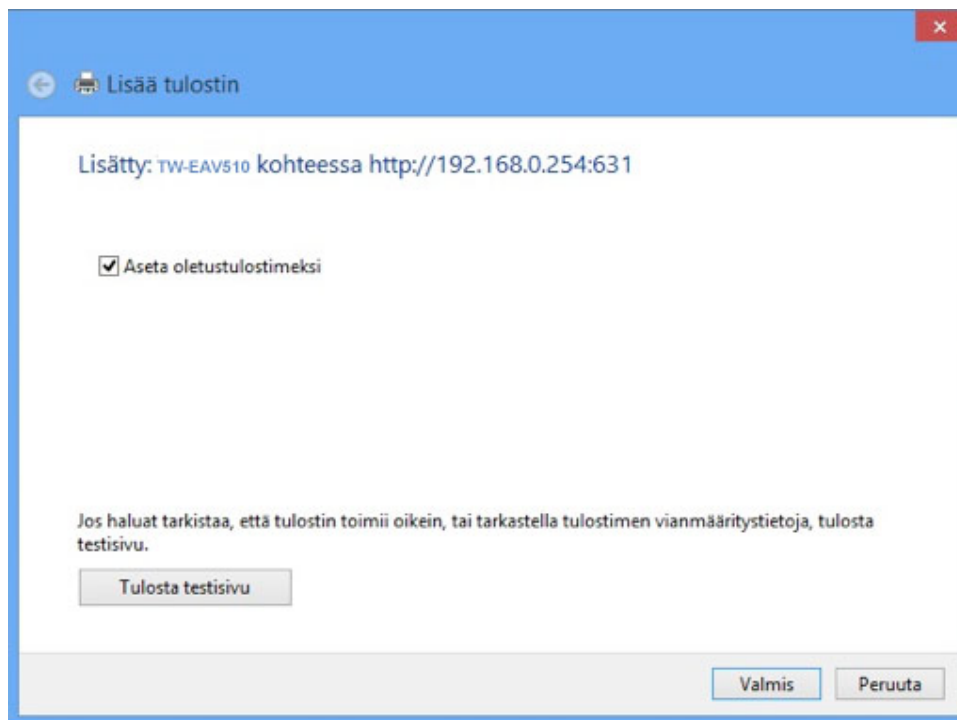 Lisää tulostin
Lisätty: TW-EAV510 kohteessa http://192.168.0.254:631
Aseta oletustulostimeksi
Jos haluat tarkistaa, että tulostin toimii oikein, tai tarkastella tulostimen vianmääritystietoja, tulosta
testisivu.
Tulosta testisivu
Valmis
Peruuta